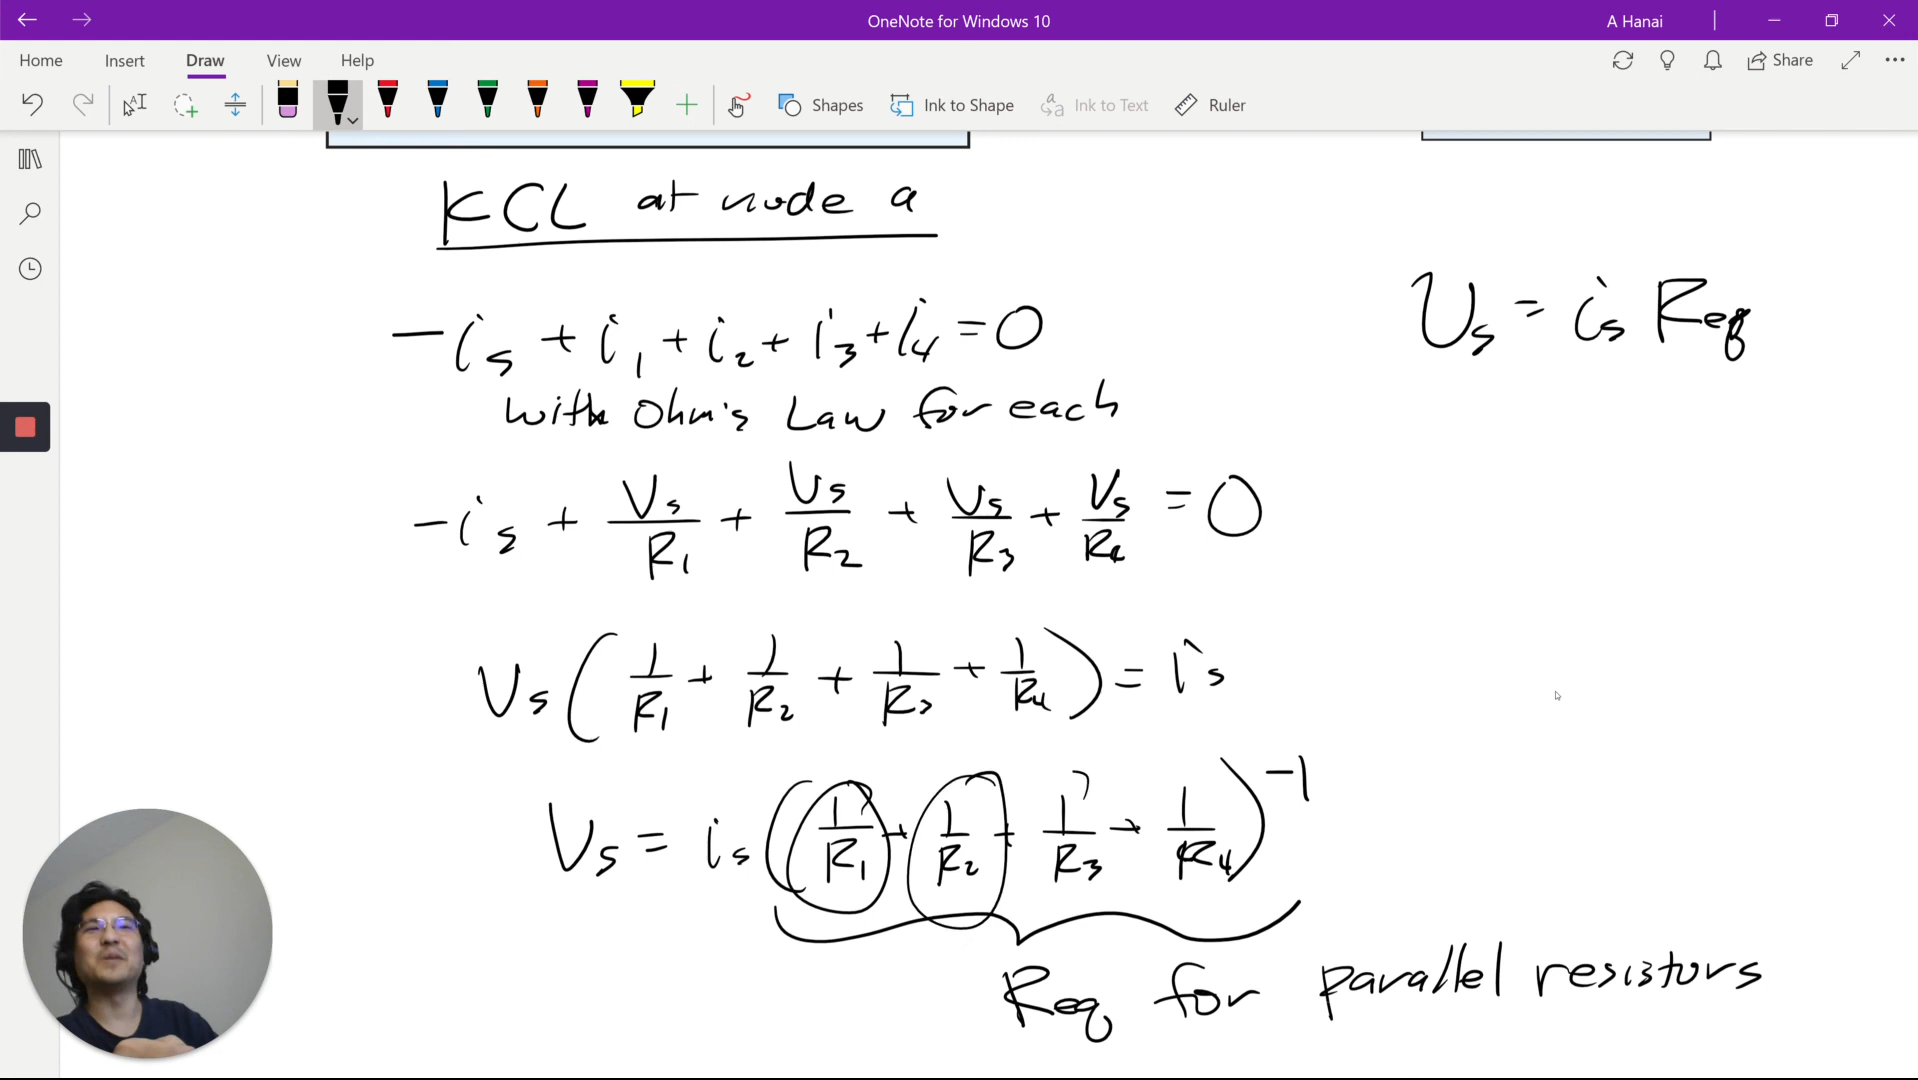 OneNote for Windows 10
A Hanai
Home Insert Draw View Help
Share
Shapes
Ink to Shape
Ink to Text
Ruler
KCL at node a
-is + i1 + i2 + i3 + i4 = 0
with Ohm's Law for each
-is + Vs/R1 + Vs/R2 + Vs/R3 + Vs/R4 = 0
Vs(1/R1 + 1/R2 + 1/R3 + 1/R4) = is
Vs = is(1/R1 + 1/R2 + 1/R3 + 1/R4)^-1
Req for parallel resistors
Vs = is Req